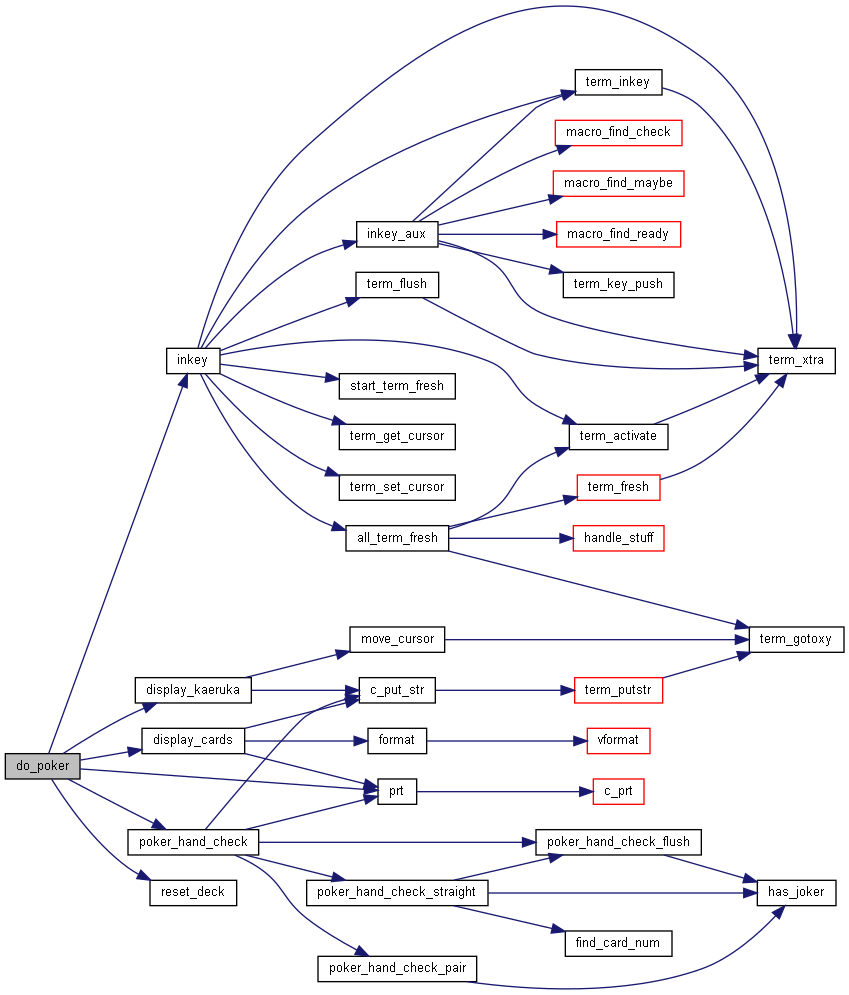 term_inkey
macro_find_check
macro_find_maybe
inkey_aux
macro_find_ready
term_flush
term_key_push
inkey
term_xtra
start_term_fresh
term_get_cursor
term_activate
term_set_cursor
term_fresh
all_term_fresh
handle_stuff
move_cursor
term_gotoxy
display_kaeruka
c_put_str
term_putstr
display_cards
format
vformat
do_poker
prt
c_prt
poker_hand_check
poker_hand_check_flush
reset_deck
poker_hand_check_straight
has_joker
find_card_num
poker_hand_check_pair